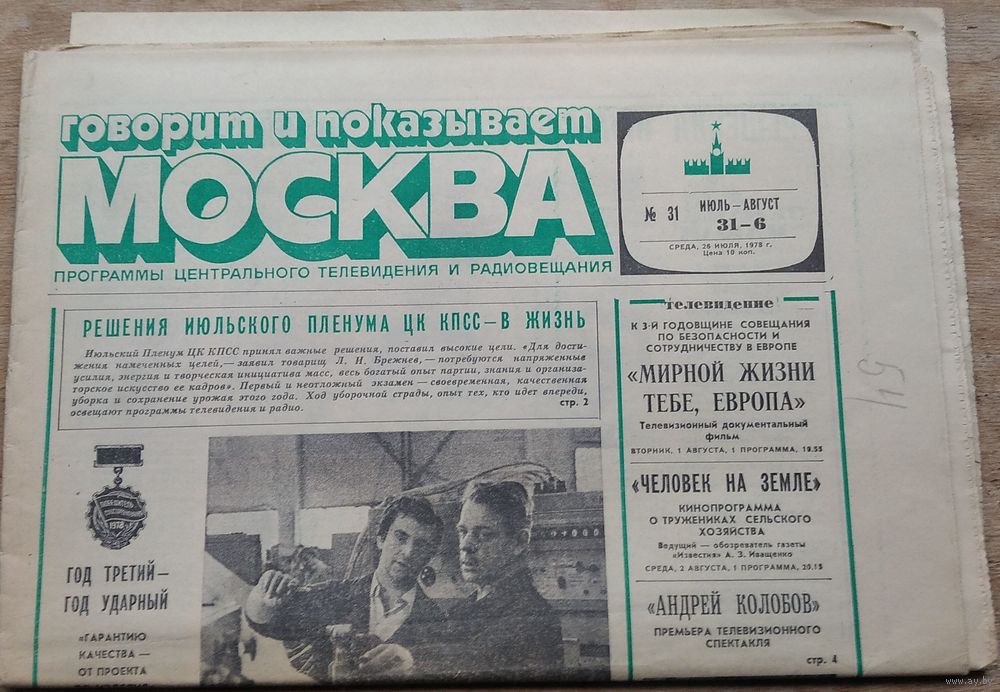 говорит и показывает
МОСКВА
ПРОГРАММЫ ЦЕНТРАЛЬНОГО ТЕЛЕВИДЕНИЯ И РАДИОВЕЩАНИЯ
№ 31
ИЮЛЬ–АВГУСТ
31–6
СРЕДА, 26 ИЮЛЯ, 1978 г.
Цена 10 коп.
РЕШЕНИЯ ИЮЛЬСКОГО ПЛЕНУМА ЦК КПСС – В ЖИЗНЬ
Июльский Пленум ЦК КПСС принял важные решения, поставил высокие цели. «Для дости-
жения намеченных целей,— заявил товарищ Л. И. Брежнев,— потребуются напряженные
усилия, энергия и творческая инициатива масс, весь богатый опыт партии, знания и организа-
торское искусство ее кадров». Первый и неотложный экзамен — своевременная, качественная
уборка и сохранение урожая этого года. Ход уборочной страды, опыт тех, кто идет впереди,
освещают программы телевидения и радио.
стр. 2
ПОБЕДИТЕЛЬ
1978
ГОД ТРЕТИЙ—
ГОД УДАРНЫЙ
«ГАРАНТИЮ
КАЧЕСТВА —
ОТ ПРОЕКТА
телевидение
К 3-Й ГОДОВЩИНЕ СОВЕЩАНИЯ
ПО БЕЗОПАСНОСТИ И
СОТРУДНИЧЕСТВУ В ЕВРОПЕ
«МИРНОЙ ЖИЗНИ
ТЕБЕ, ЕВРОПА»
Телевизионный документальный
фильм
ВТОРНИК, 1 АВГУСТА, 1 ПРОГРАММА, 19.55
«ЧЕЛОВЕК НА ЗЕМЛЕ»
КИНОПРОГРАММА
О ТРУЖЕНИКАХ СЕЛЬСКОГО
ХОЗЯЙСТВА
Ведущий — обозреватель газеты
«Известия» А. З. Иващенко
СРЕДА, 2 АВГУСТА, 1 ПРОГРАММА, 20.15
«АНДРЕЙ КОЛОБОВ»
ПРЕМЬЕРА ТЕЛЕВИЗИОННОГО
СПЕКТАКЛЯ
стр. 4
www.ay.by